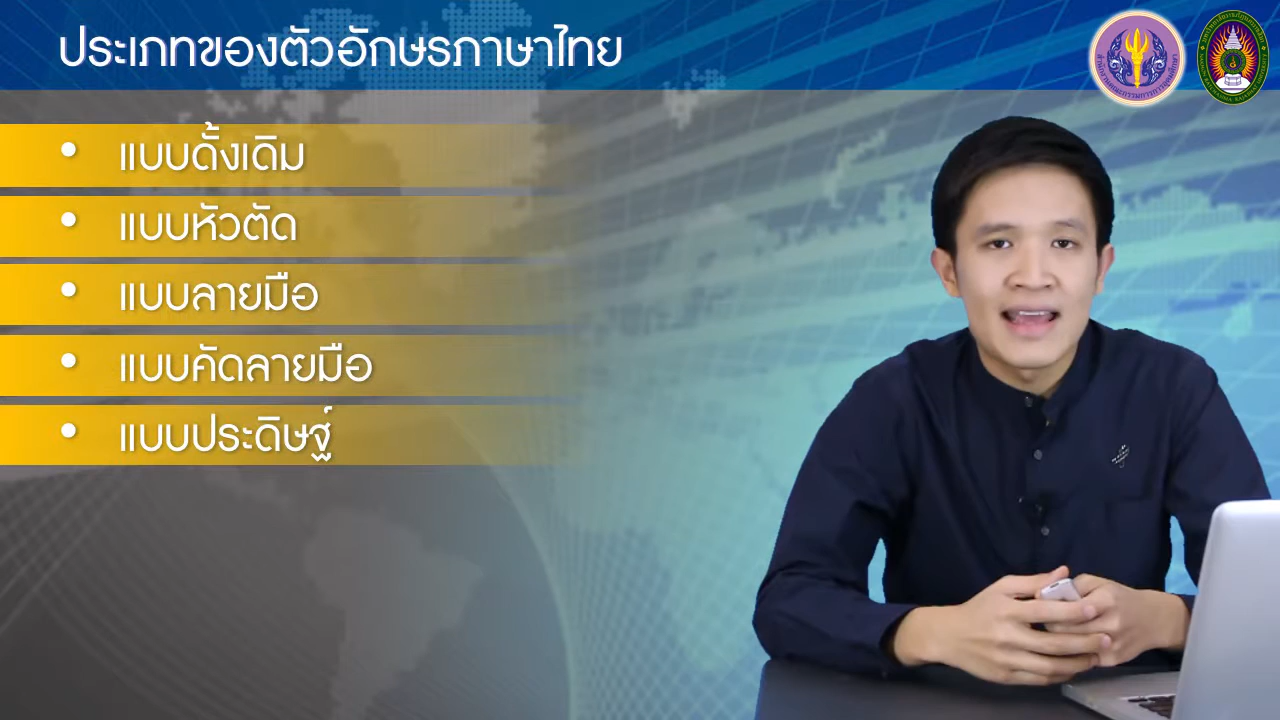 ประเภทของตัวอักษรภาษาไทย
• แบบดั้งเดิม
• แบบหัวตัด
• แบบลายมือ
• แบบคัดลายมือ
• แบบประดิษฐ์